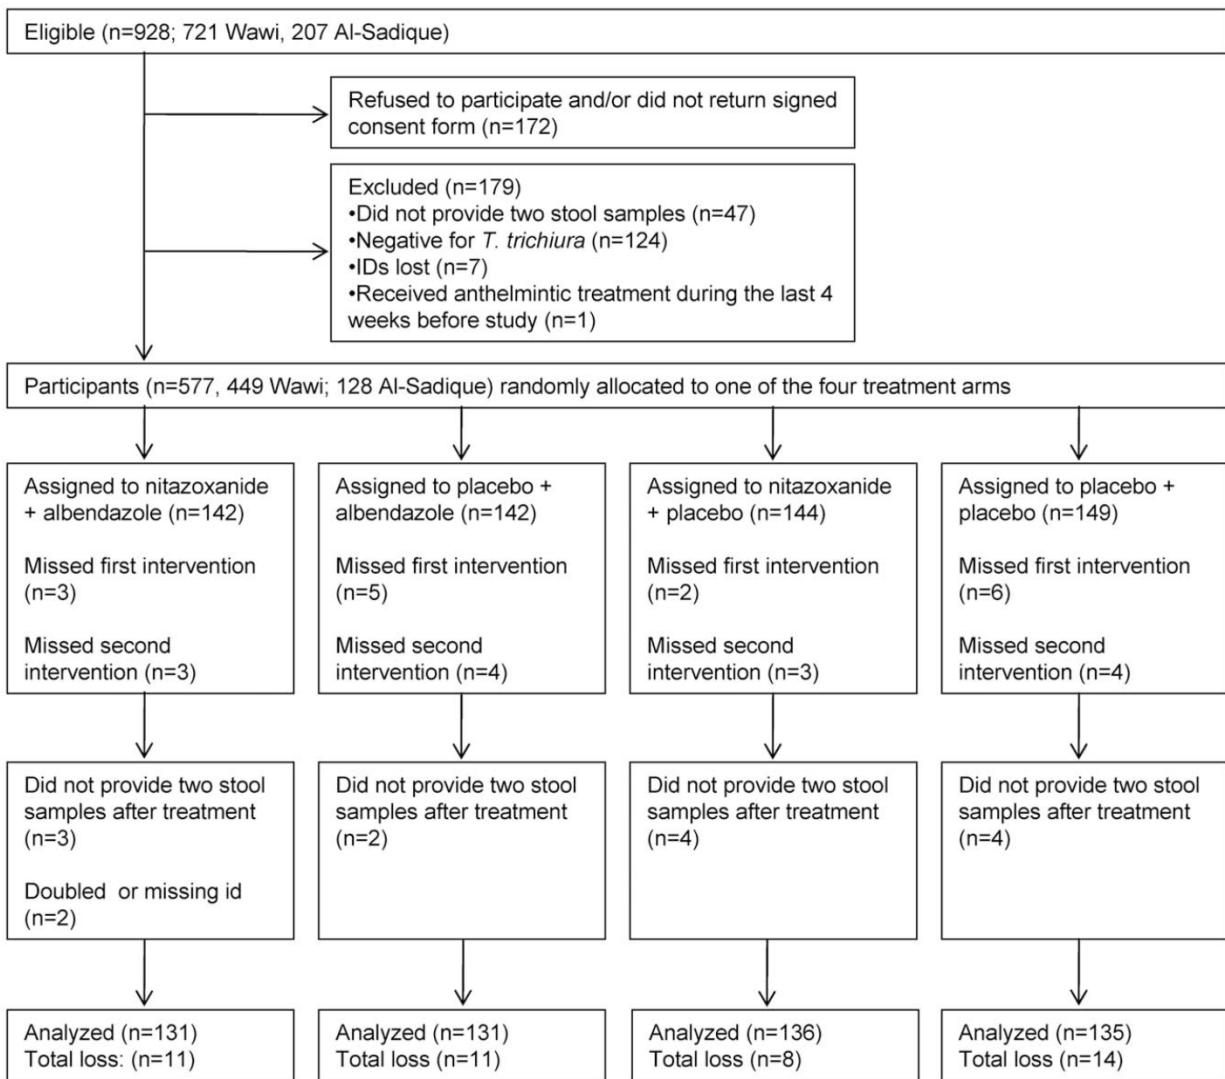 Eligible (n=928; 721 Wawi, 207 Al-Sadique)
Refused to participate and/or did not return signed
consent form (n=172)
Excluded (n=179)
•Did not provide two stool samples (n=47)
•Negative for T. trichiura (n=124)
•IDs lost (n=7)
•Received anthelmintic treatment during the last 4
weeks before study (n=1)
Participants (n=577, 449 Wawi; 128 Al-Sadique) randomly allocated to one of the four treatment arms
Assigned to nitazoxanide
+ albendazole (n=142)
Missed first intervention
(n=3)
Missed second
intervention (n=3)
Assigned to placebo +
albendazole (n=142)
Missed first intervention
(n=5)
Missed second
intervention (n=4)
Assigned to nitazoxanide
+ placebo (n=144)
Missed first intervention
(n=2)
Missed second
intervention (n=3)
Assigned to placebo +
placebo (n=149)
Missed first intervention
(n=6)
Missed second
intervention (n=4)
Did not provide two stool
samples after treatment
(n=3)
Doubled or missing id
(n=2)
Did not provide two stool
samples after treatment
(n=2)
Did not provide two stool
samples after treatment
(n=4)
Did not provide two stool
samples after treatment
(n=4)
Analyzed (n=131)
Total loss: (n=11)
Analyzed (n=131)
Total loss (n=11)
Analyzed (n=136)
Total loss (n=8)
Analyzed (n=135)
Total loss (n=14)